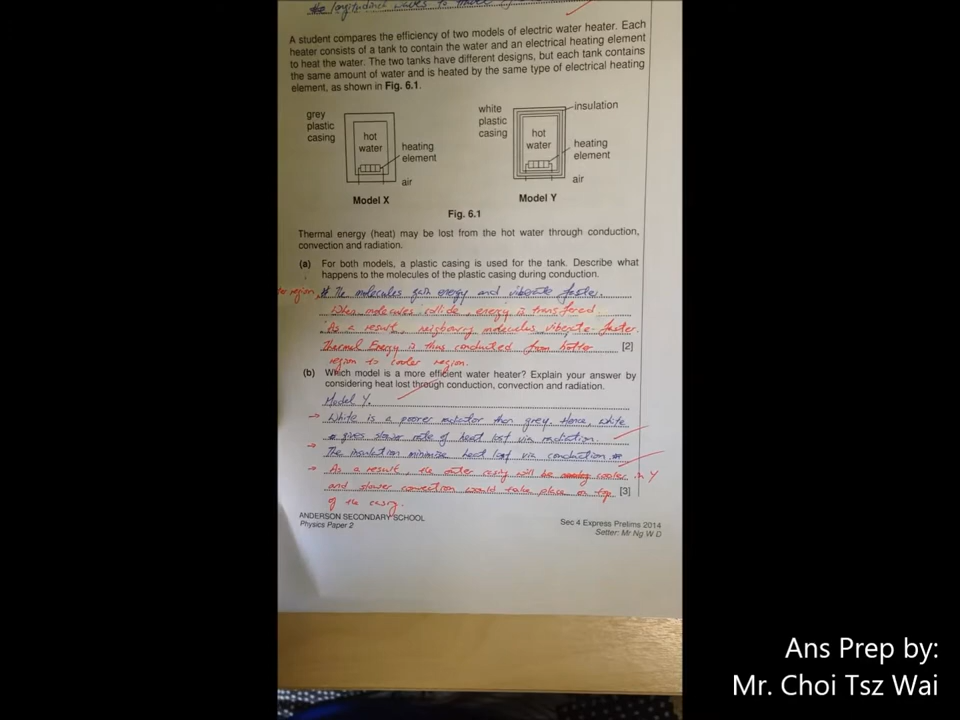 the longitudinal waves to travel
A student compares the efficiency of two models of electric water heater. Each
heater consists of a tank to contain the water and an electrical heating element
to heat the water. The two tanks have different designs, but each tank contains
the same amount of water and is heated by the same type of electrical heating
element, as shown in Fig. 6.1.
grey
plastic
casing
hot
water
heating
element
air
Model X
white
plastic
casing
hot
water
insulation
heating
element
air
Model Y
Fig. 6.1
Thermal energy (heat) may be lost from the hot water through conduction,
convection and radiation.
(a) For both models, a plastic casing is used for the tank. Describe what
happens to the molecules of the plastic casing during conduction.
region, The molecules gain energy and vibrate faster.
When molecules collide, energy is transfered.
As a result, neigboury molecules vibrate faster.
Thermal Energy is thus conducted from hotter [2]
region to cooler region.
(b) Which model is a more efficient water heater? Explain your answer by
considering heat lost through conduction, convection and radiation.
Model Y.
→ White is a poorer radiator than grey. Hence, white
gives slower rate of heat lost via radiation.
→ The insulation minimize heat lost via conduction.
→ As a result, the outer casing will be cooler in Y
and slower convection would take place on top [3]
of the casing.
ANDERSON SECONDARY SCHOOL
Physics Paper 2
Sec 4 Express Prelims 2014
Setter: Mr Ng W D
Ans Prep by:
Mr. Choi Tsz Wai